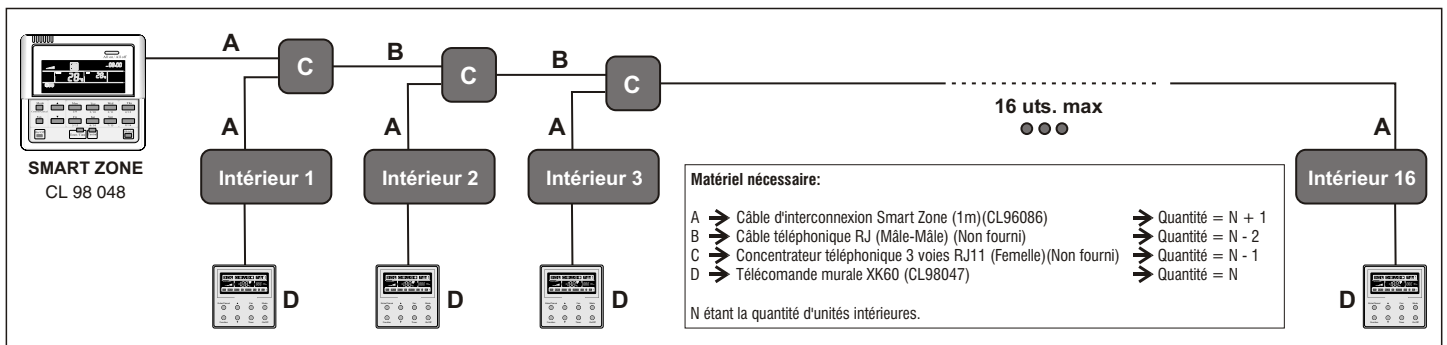 A
B
B
C
C
C
16 uts. max
A
A
A
A
SMART ZONE
CL 98 048
Intérieur 1
Intérieur 2
Intérieur 3
Intérieur 16
Matériel nécessaire:
A ➔ Câble d'interconnexion Smart Zone (1m)(CL96086) ➔ Quantité = N + 1
B ➔ Câble téléphonique RJ (Mâle-Mâle) (Non fourni) ➔ Quantité = N - 2
C ➔ Concentrateur téléphonique 3 voies RJ11 (Femelle)(Non fourni) ➔ Quantité = N - 1
D ➔ Télécomande murale XK60 (CL98047) ➔ Quantité = N
N étant la quantité d'unités intérieures.
D
D
D
D